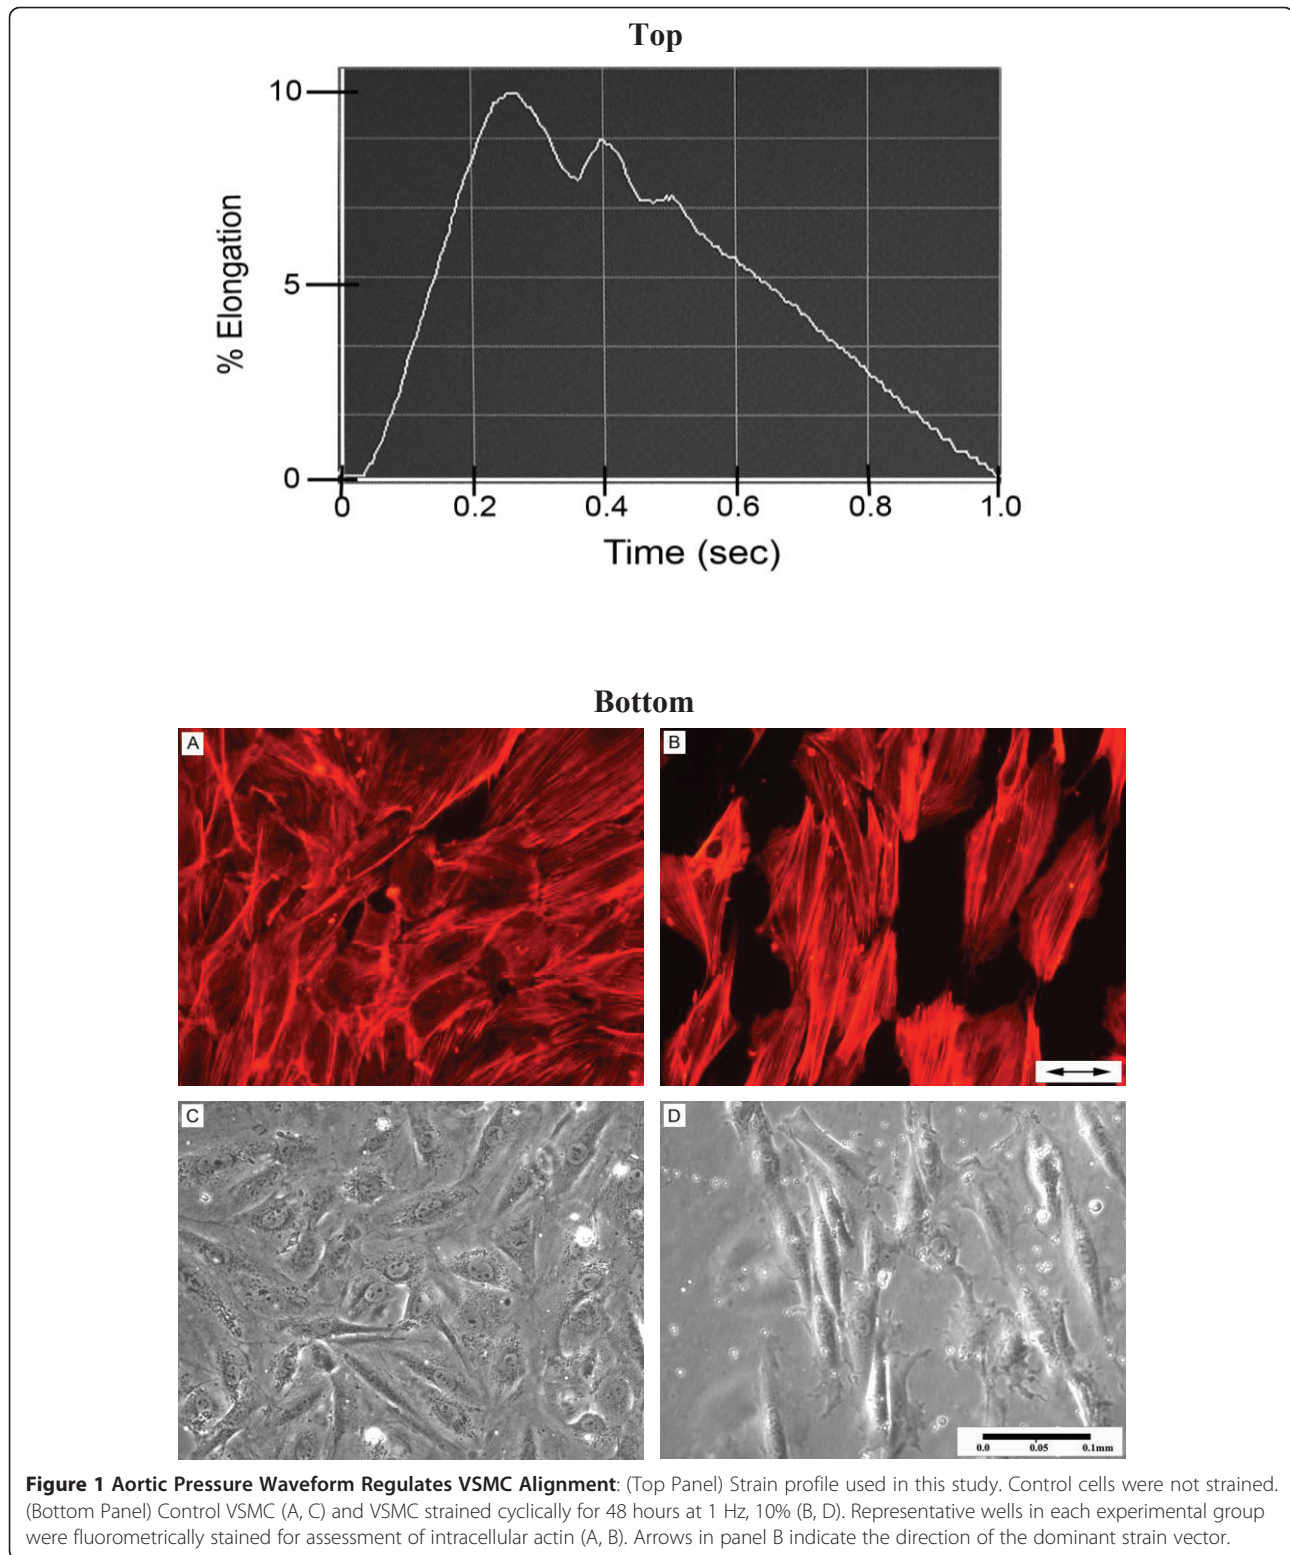 Top
10
5
0
% Elongation
0 0.2 0.4 0.6 0.8 1.0
Time (sec)
Bottom
A
B
C
D
0.0 0.05 0.1mm
Figure 1 Aortic Pressure Waveform Regulates VSMC Alignment: (Top Panel) Strain profile used in this study. Control cells were not strained.
(Bottom Panel) Control VSMC (A, C) and VSMC strained cyclically for 48 hours at 1 Hz, 10% (B, D). Representative wells in each experimental group
were fluorometrically stained for assessment of intracellular actin (A, B). Arrows in panel B indicate the direction of the dominant strain vector.